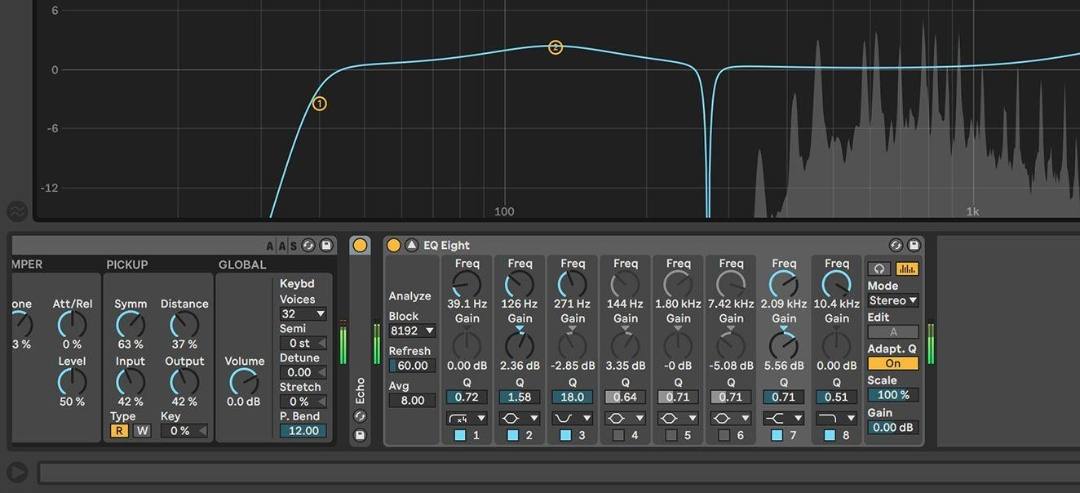 6
0
-6
-12
1
2
100
1k
A A S
EQ Eight
MPER
PICKUP
GLOBAL
one
Att/Rel
Symm
Distance
3 %
0 %
63 %
37 %
Level
Input
Output
Volume
50 %
42 %
42 %
0.0 dB
Type
Key
R W
0 %
Keybd
Voices
32
Semi
0 st
Detune
0.00
Stretch
0 %
P. Bend
12.00
Echo
Analyze
Block
8192
Refresh
60.00
Avg
8.00
Freq Freq Freq Freq Freq Freq Freq Freq
39.1 Hz 126 Hz 271 Hz 144 Hz 1.80 kHz 7.42 kHz 2.09 kHz 10.4 kHz
Gain Gain Gain Gain Gain Gain Gain Gain
0.00 dB 2.36 dB -2.85 dB 3.35 dB -0 dB -5.08 dB 5.56 dB 0.00 dB
Q Q Q Q Q Q Q Q
0.72 1.58 18.0 0.64 0.71 0.71 0.71 0.51
x4
1 2 3 4 5 6 7 8
Mode
Stereo
Edit
A
Adapt. Q
On
Scale
100 %
Gain
0.00 dB